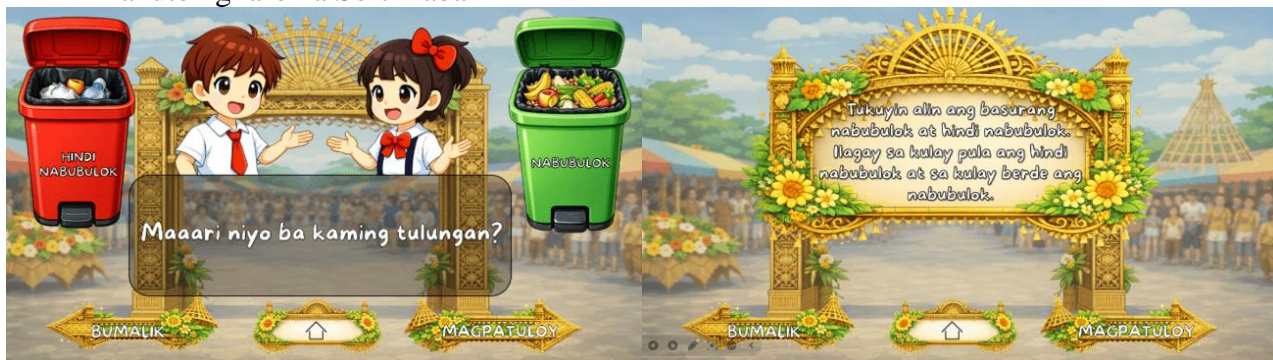 HINDI
NABUBULOK
NABUBULOK
Maaari niyo ba kaming tulungan?
BUMALIK
MAGPATULOY
Tukuyin alin ang basurang
nabubulok at hindi nabubulok.
Ilagay sa kulay pula ang hindi
nabubulok at sa kulay berde ang
nabubulok.
BUMALIK
MAGPATULOY